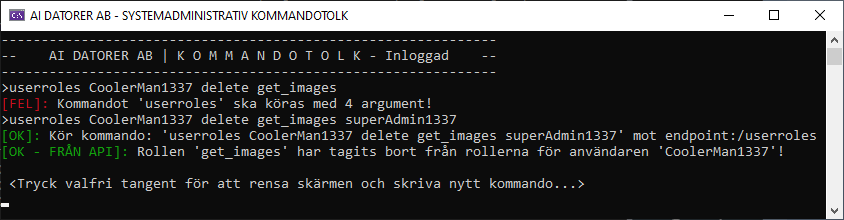 AI DATORER AB - SYSTEMADMINISTRATIV KOMMANDOTOLK
--------------------------------------------------------------
--    AI DATORER AB | K O M M A N D O T O L K - Inloggad    --
--------------------------------------------------------------
>userroles CoolerMan1337 delete get_images
[FEL]: Kommandot 'userroles' ska köras med 4 argument!
>userroles CoolerMan1337 delete get_images superAdmin1337
[OK]: Kör kommando: 'userroles CoolerMan1337 delete get_images superAdmin1337' mot endpoint:/userroles
[OK - FRÅN API]: Rollen 'get_images' har tagits bort från rollerna för användaren 'CoolerMan1337'!
<Tryck valfri tangent för att rensa skärmen och skriva nytt kommando...>